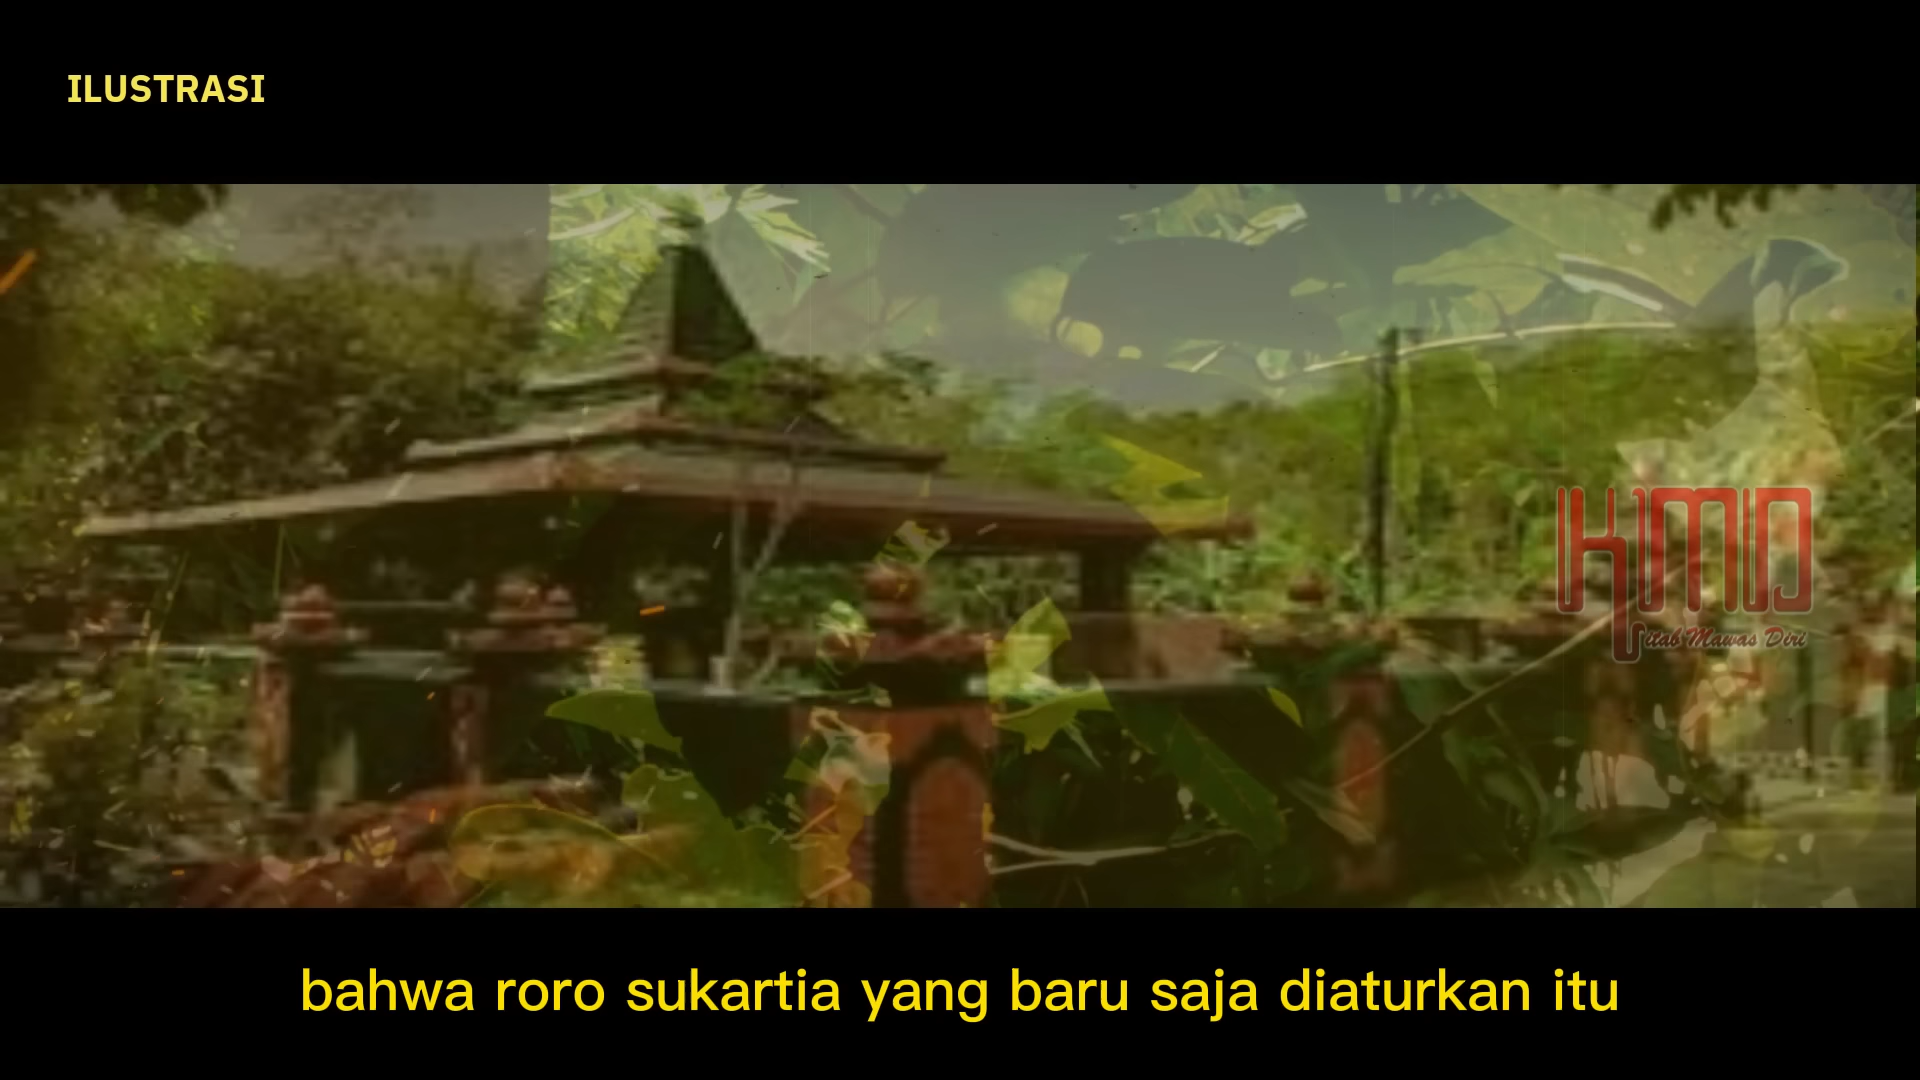 ILUSTRASI
KMD
Kitab Mawas Diri
bahwa roro sukartia yang baru saja diaturkan itu